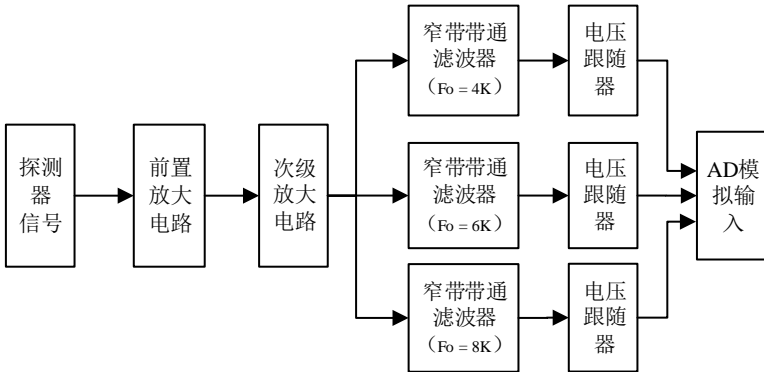 探测
器
信号
前置
放大
电路
次级
放大
电路
窄带带通
滤波器
（Fo = 4K）
电压
跟随
器
窄带带通
滤波器
（Fo = 6K）
电压
跟随
器
窄带带通
滤波器
（Fo = 8K）
电压
跟随
器
AD模
拟输
入